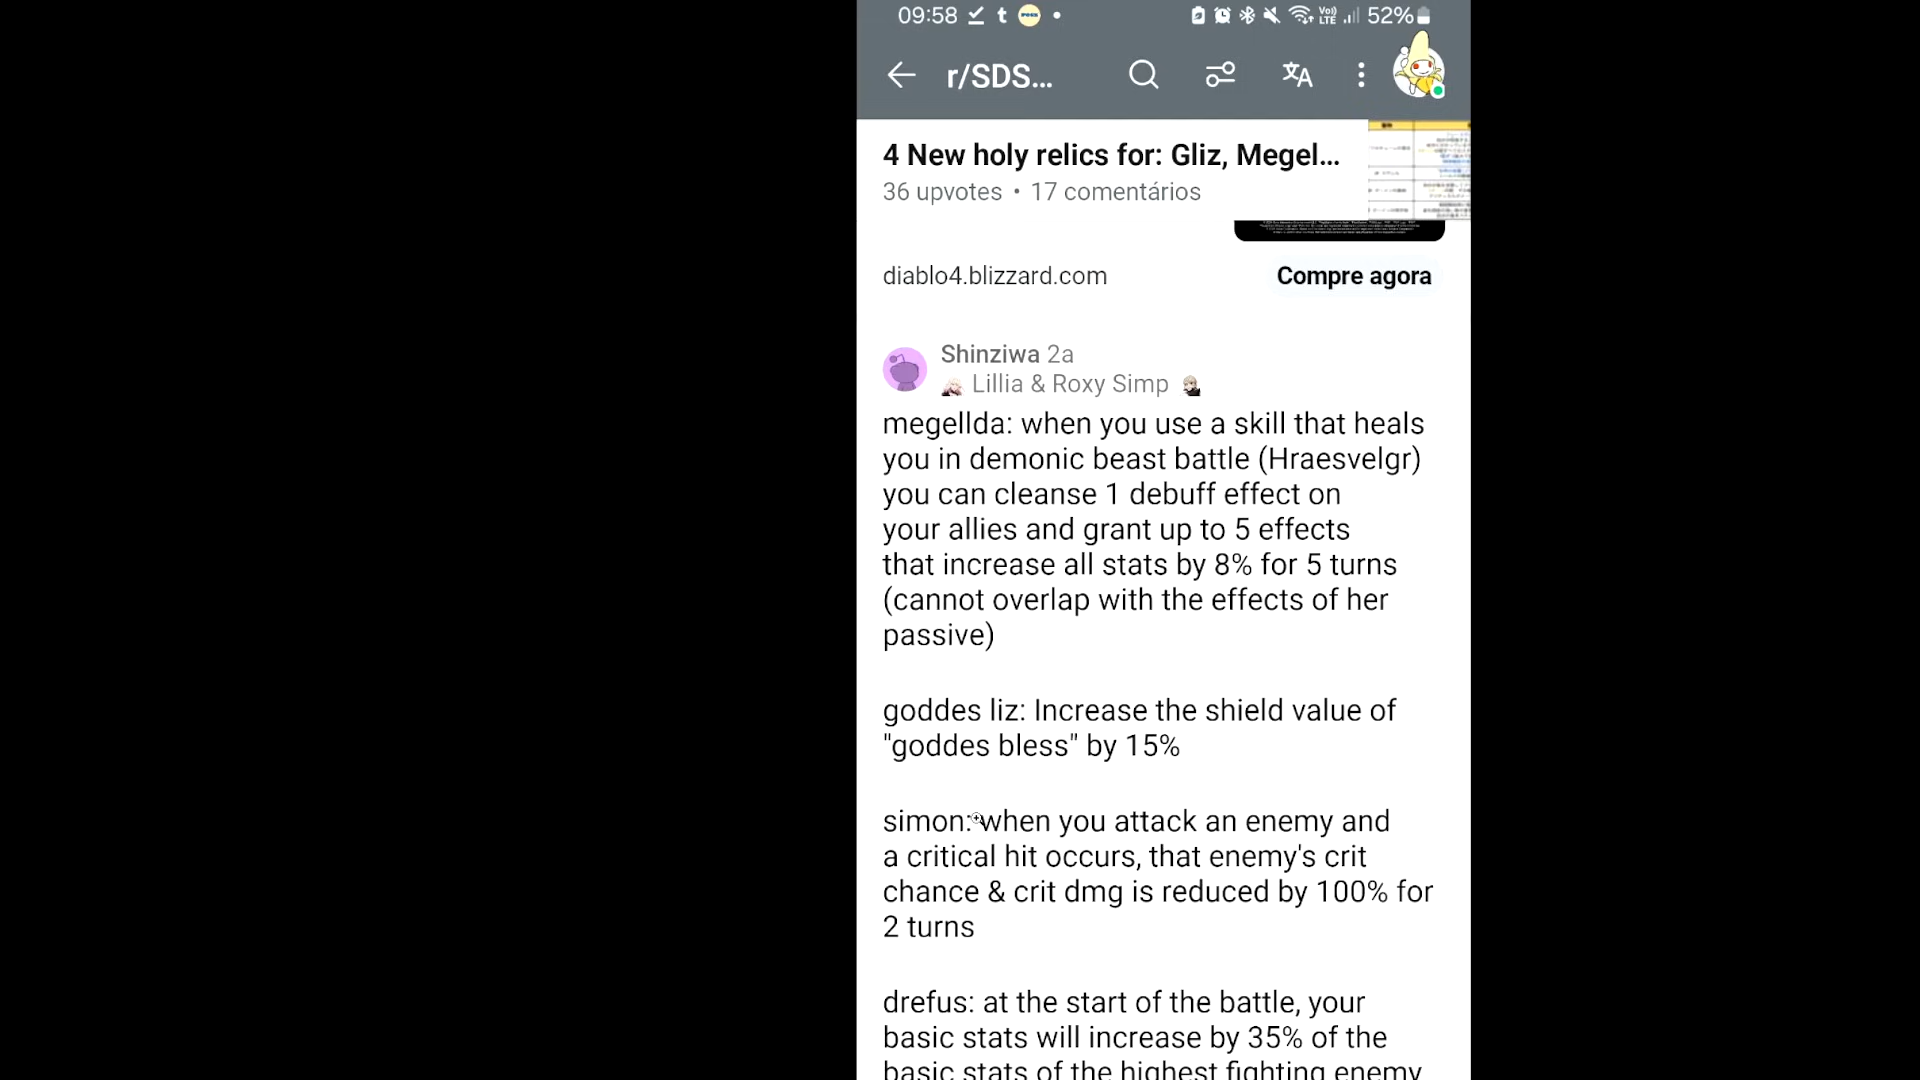 09:58 t 52%
r/SDS...
4 New holy relics for: Gliz, Megel...
36 upvotes • 17 comentários
diablo4.blizzard.com Compre agora
Shinziwa 2a
Lillia & Roxy Simp
megellda: when you use a skill that heals
you in demonic beast battle (Hraesvelgr)
you can cleanse 1 debuff effect on
your allies and grant up to 5 effects
that increase all stats by 8% for 5 turns
(cannot overlap with the effects of her
passive)
goddes liz: Increase the shield value of
"goddes bless" by 15%
simon: when you attack an enemy and
a critical hit occurs, that enemy's crit
chance & crit dmg is reduced by 100% for
2 turns
drefus: at the start of the battle, your
basic stats will increase by 35% of the
basic stats of the highest fighting enemy